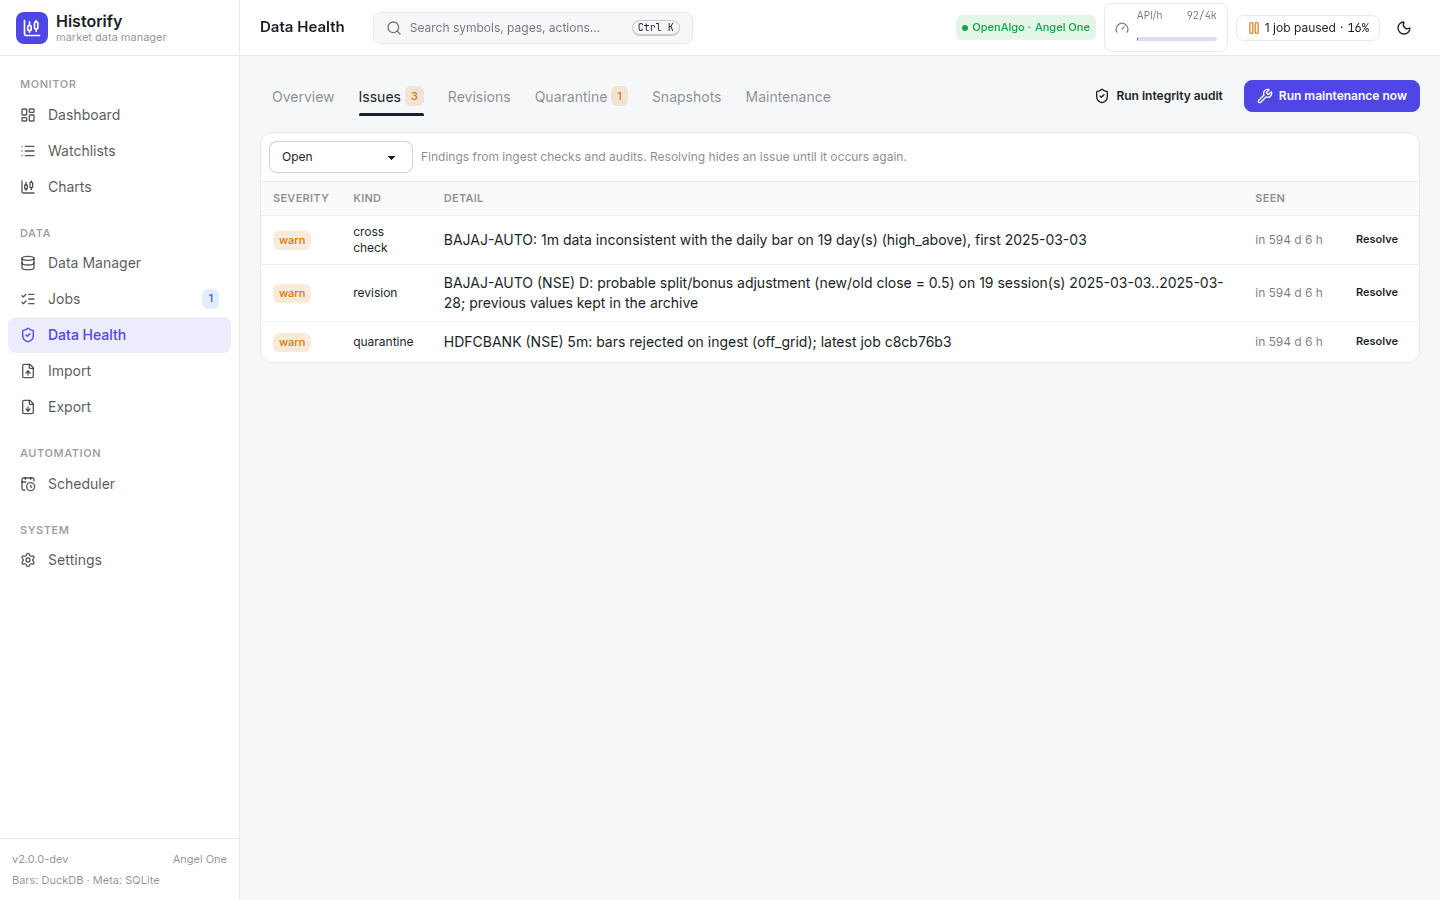 Historify
market data manager
MONITOR
Dashboard
Watchlists
Charts
DATA
Data Manager
Jobs 1
Data Health
Import
Export
AUTOMATION
Scheduler
SYSTEM
Settings
v2.0.0-dev Angel One
Bars: DuckDB · Meta: SQLite
Data Health
Search symbols, pages, actions... Ctrl K
OpenAlgo · Angel One
API/h 92/4k
1 job paused · 16%
Overview Issues 3 Revisions Quarantine 1 Snapshots Maintenance
Run integrity audit
Run maintenance now
Open
Findings from ingest checks and audits. Resolving hides an issue until it occurs again.
SEVERITY KIND DETAIL SEEN
warn cross check BAJAJ-AUTO: 1m data inconsistent with the daily bar on 19 day(s) (high_above), first 2025-03-03 in 594 d 6 h Resolve
warn revision BAJAJ-AUTO (NSE) D: probable split/bonus adjustment (new/old close = 0.5) on 19 session(s) 2025-03-03..2025-03-
28; previous values kept in the archive in 594 d 6 h Resolve
warn quarantine HDFCBANK (NSE) 5m: bars rejected on ingest (off_grid); latest job c8cb76b3 in 594 d 6 h Resolve